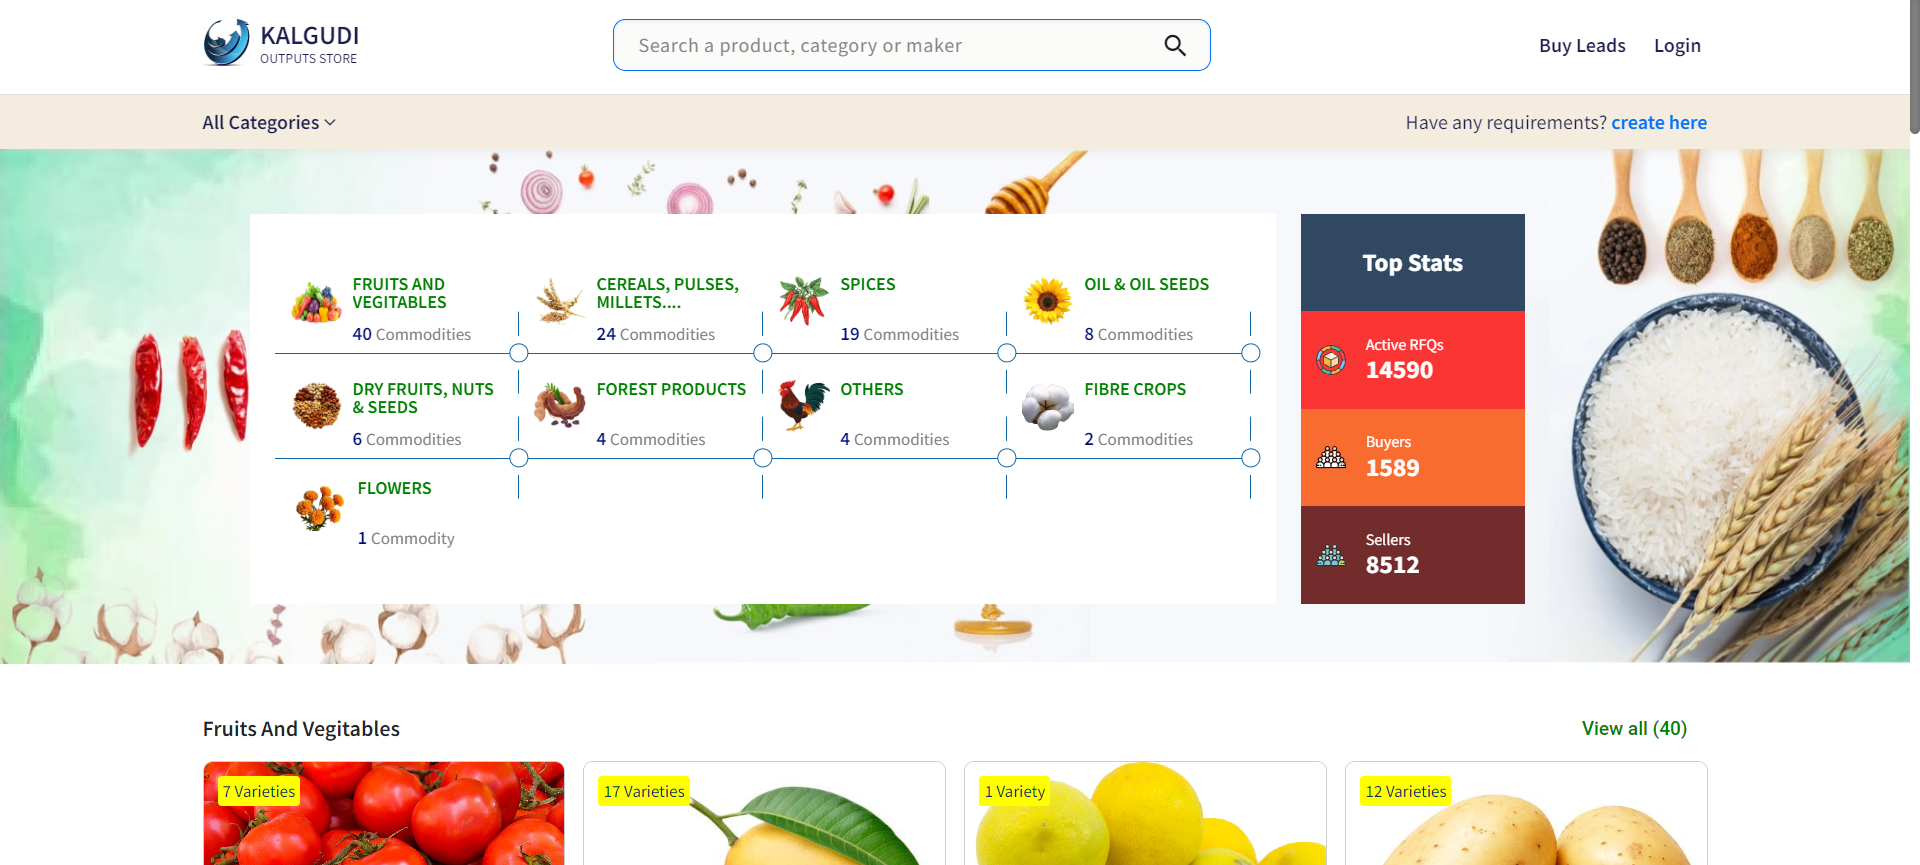 KALGUDI
OUTPUTS STORE
Search a product, category or maker
Buy Leads
Login
All Categories
Have any requirements? create here
FRUITS AND
VEGITABLES
40 Commodities
CEREALS, PULSES,
MILLETS....
24 Commodities
SPICES
19 Commodities
OIL & OIL SEEDS
8 Commodities
DRY FRUITS, NUTS
& SEEDS
6 Commodities
FOREST PRODUCTS
4 Commodities
OTHERS
4 Commodities
FIBRE CROPS
2 Commodities
FLOWERS
1 Commodity
Top Stats
Active RFQs
14590
Buyers
1589
Sellers
8512
Fruits And Vegitables
View all (40)
7 Varieties
17 Varieties
1 Variety
12 Varieties